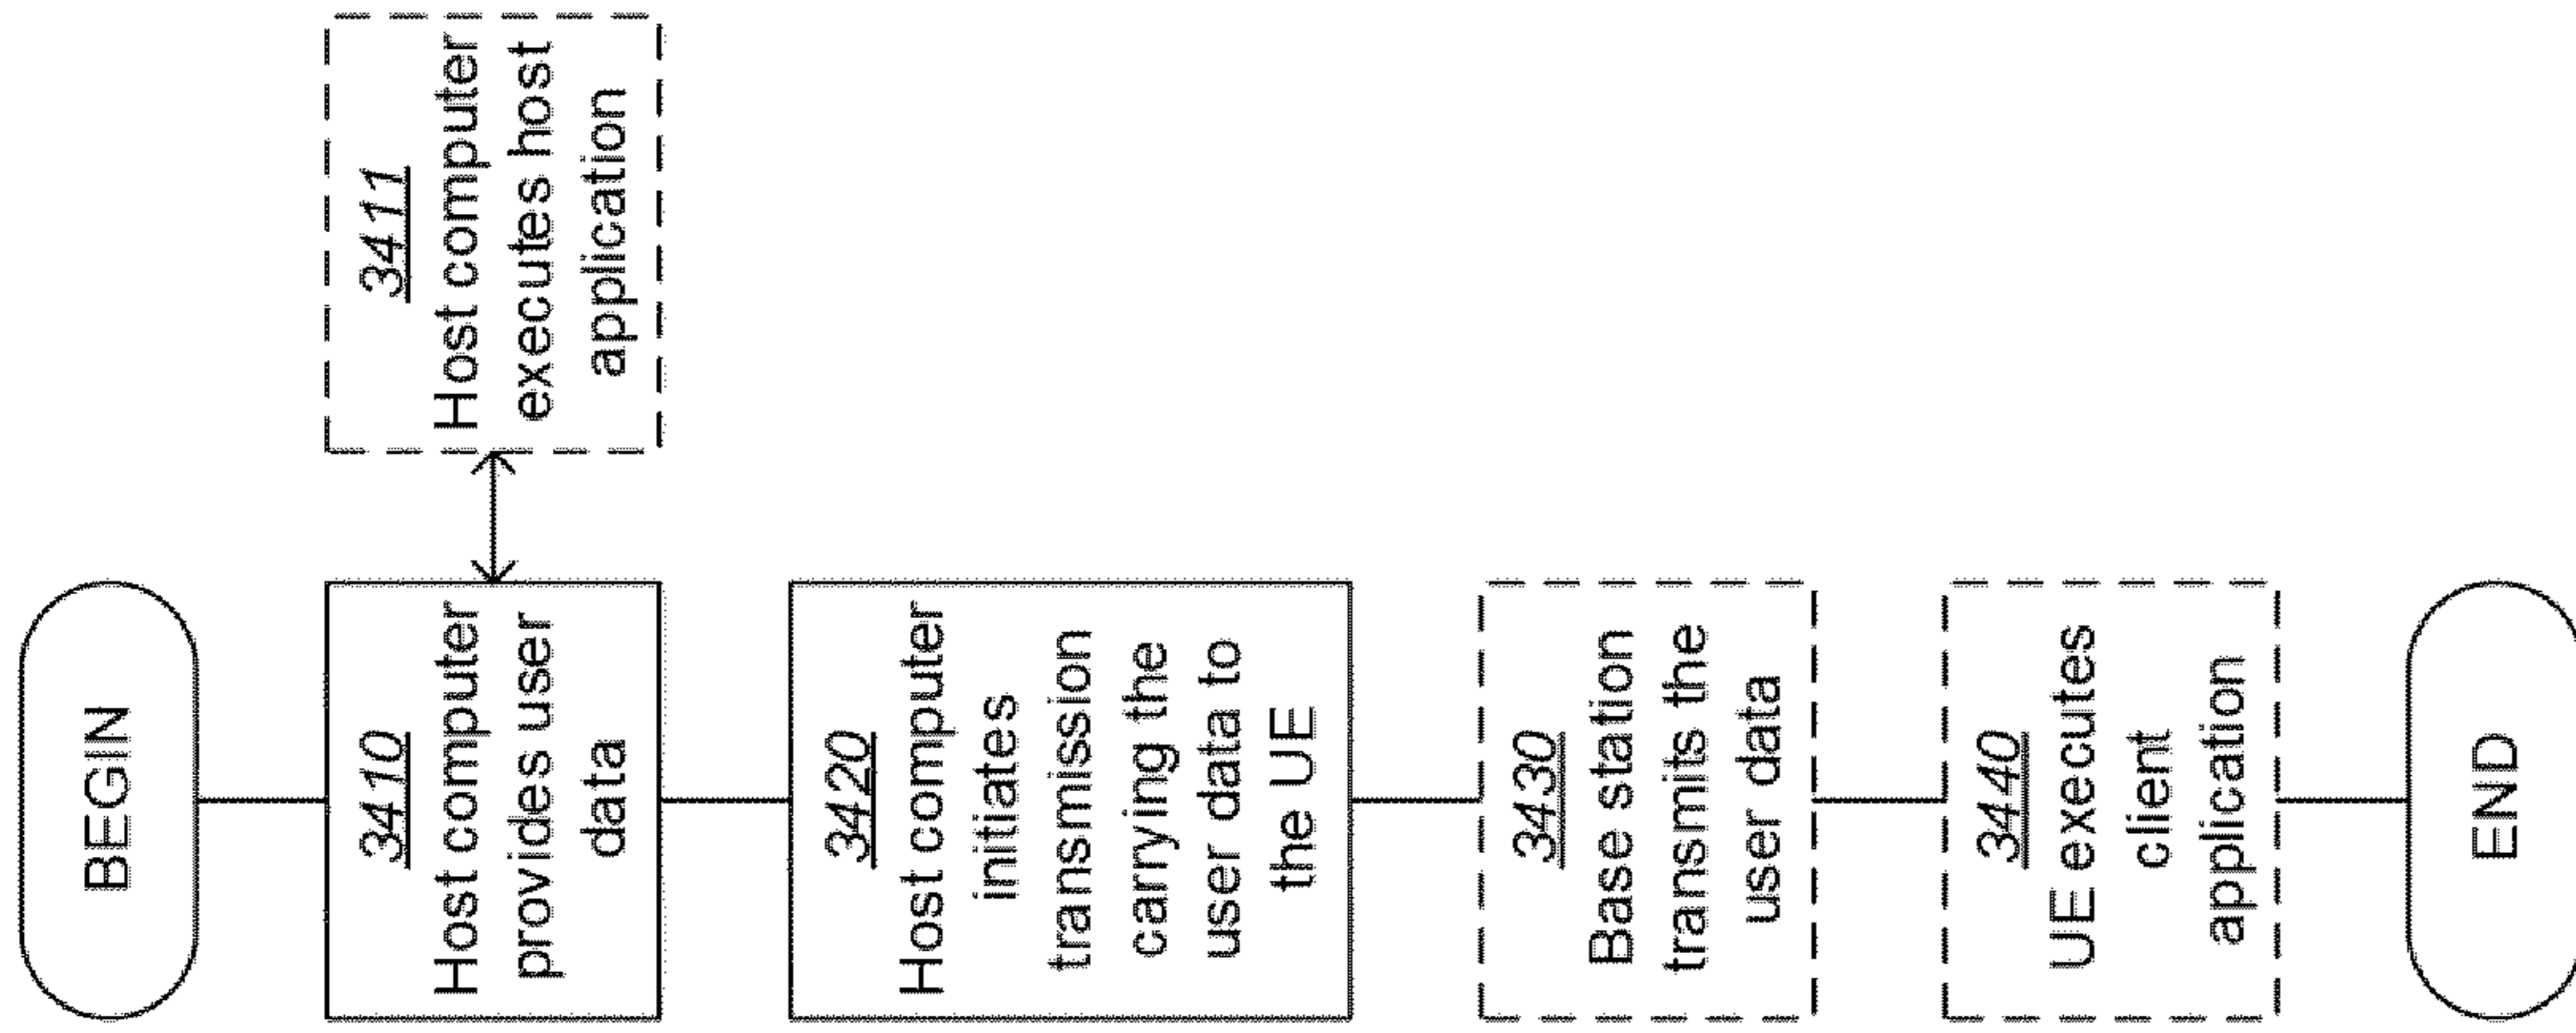 BEGIN
3410
Host computer
provides user
data
3411
Host computer
executes host
application
3420
Host computer
initiates
transmission
carrying the
user data to
the UE
3430
Base station
transmits the
user data
3440
UE executes
client
application
END